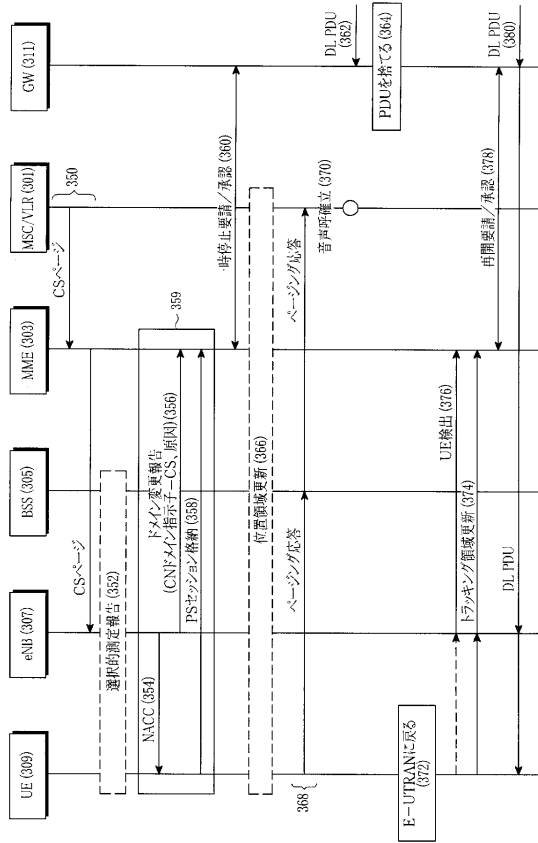 UE (309)
eNB (307)
BSS (305)
MME (303)
MSC/VLR (301)
GW (311)
350
CSページ
CSページ
選択的測定報告 (352)
NACC (354)
359
ドメイン変更報告
(CNドメイン指示子－CS、原因) (356)
PSセッション格納 (358)
一時停止要請／承認 (360)
DL PDU
(362)
PDUを捨てる (364)
位置領域更新 (366)
368
ページング応答
ページング応答
音声呼確立 (370)
E－UTRANに戻る
(372)
UE検出 (376)
トラッキング領域更新 (374)
再開要請／承認 (378)
DL PDU
(380)
DL PDU